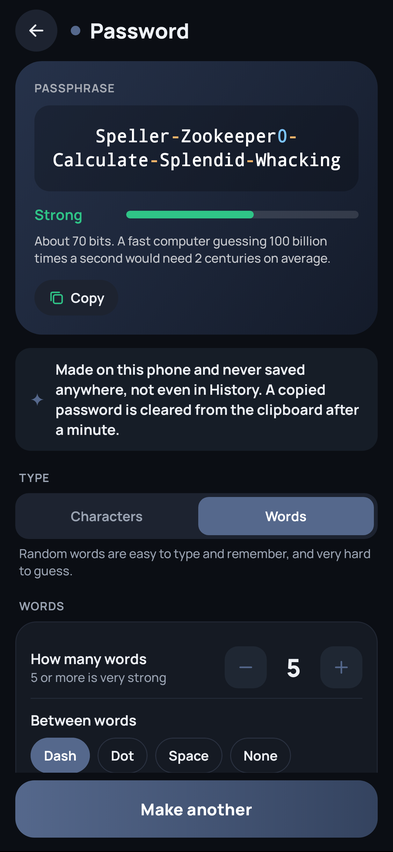 Password
PASSPHRASE
Speller-Zookeeper0-
Calculate-Splendid-Whacking
Strong
About 70 bits. A fast computer guessing 100 billion
times a second would need 2 centuries on average.
Copy
Made on this phone and never saved
anywhere, not even in History. A copied
password is cleared from the clipboard after
a minute.
TYPE
Characters
Words
Random words are easy to type and remember, and very hard
to guess.
WORDS
How many words
5 or more is very strong
5
Between words
Dash
Dot
Space
None
Make another